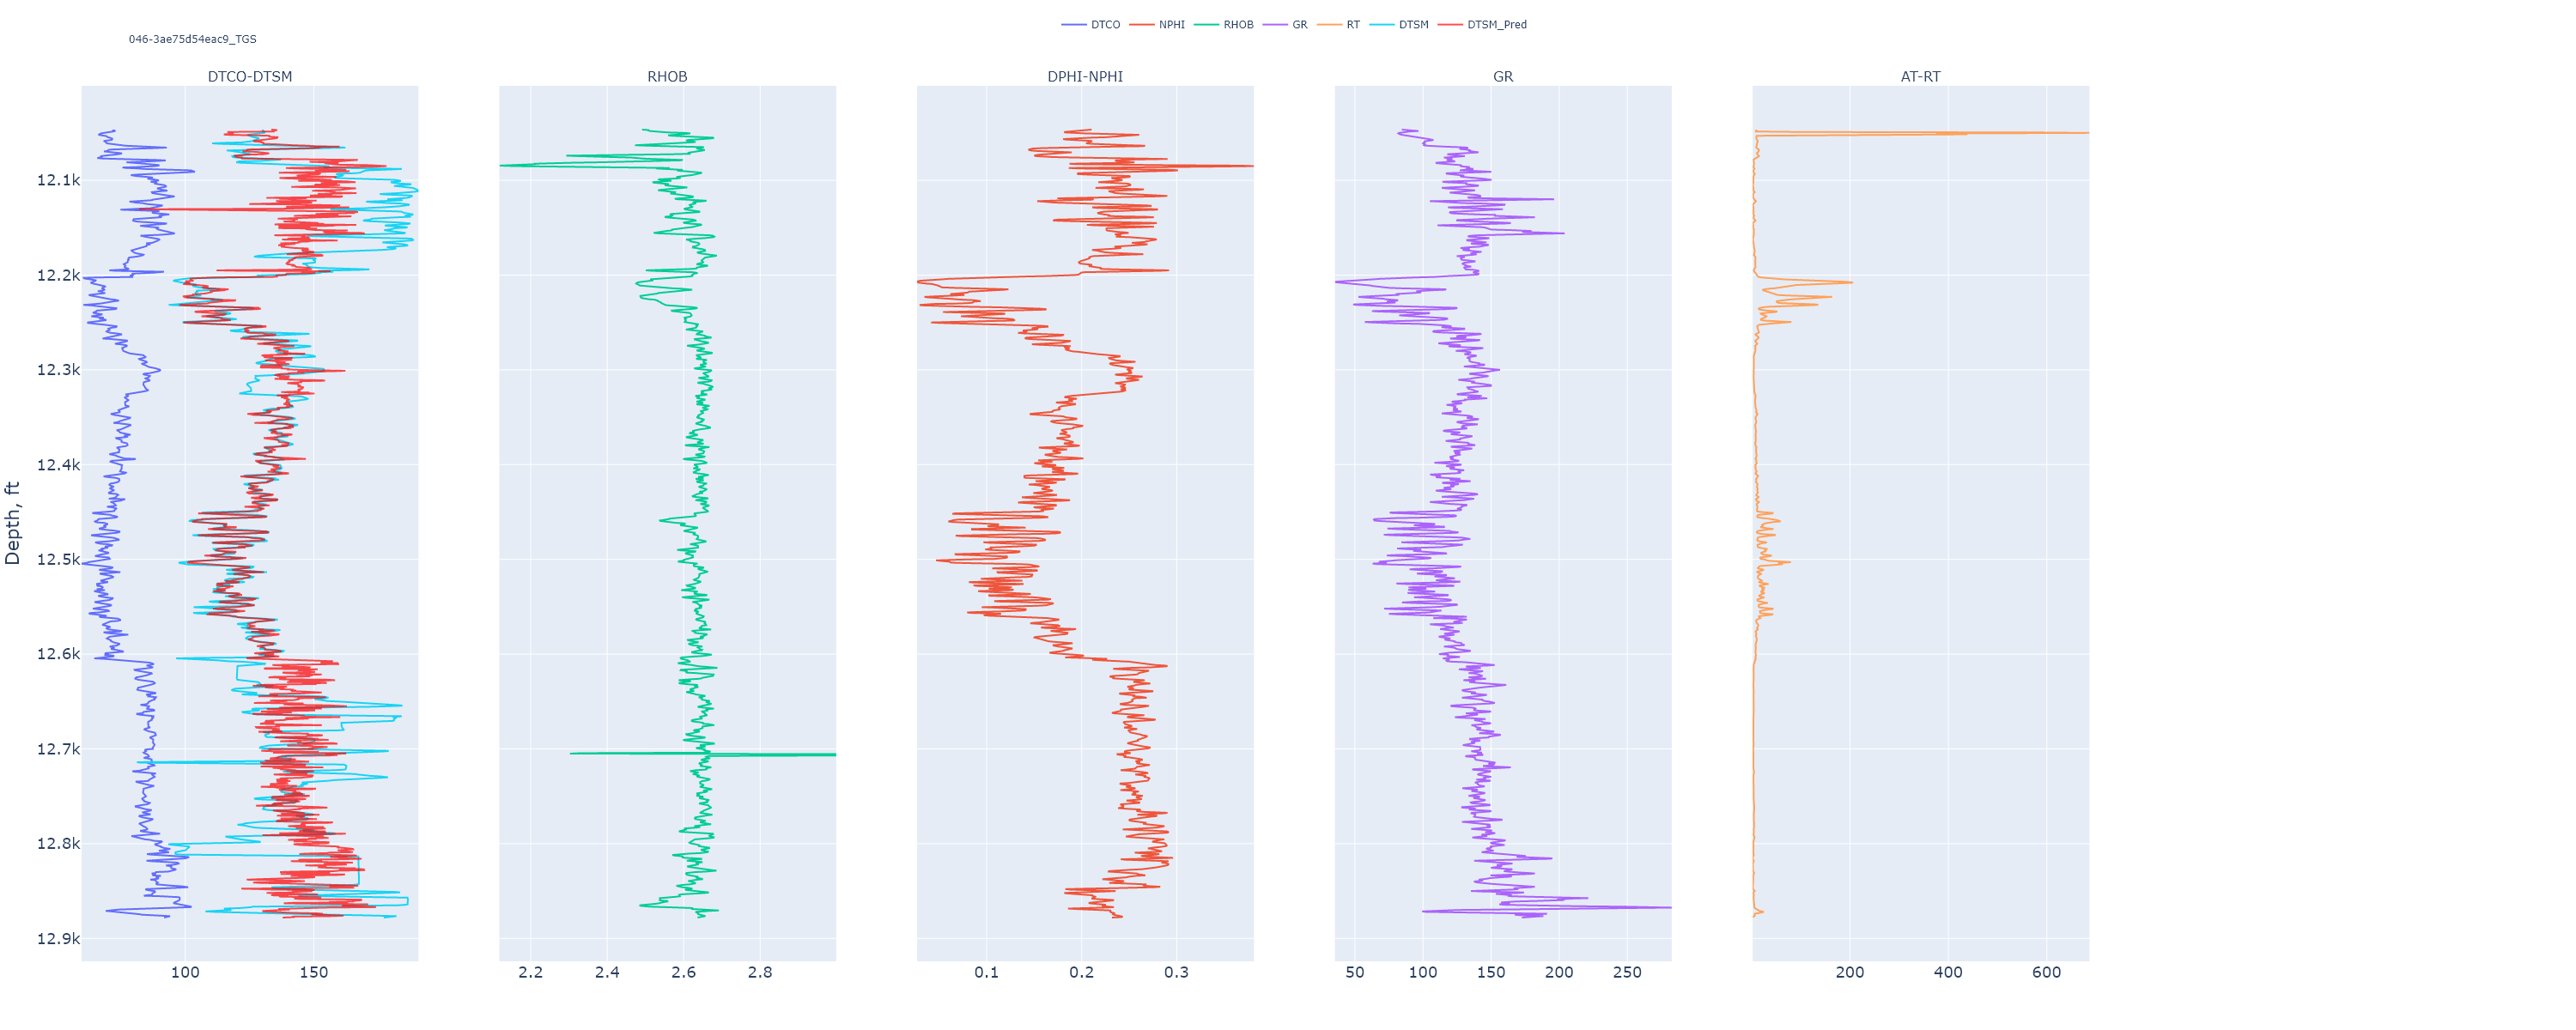 DTCO NPHI RHOB GR RT DTSM DTSM_Pred
046-3ae75d54eac9_TGS
DTCO-DTSM RHOB DPHI-NPHI GR AT-RT
Depth, ft
12.1k
12.2k
12.3k
12.4k
12.5k
12.6k
12.7k
12.8k
12.9k
100 150 2.2 2.4 2.6 2.8 0.1 0.2 0.3 50 100 150 200 250 200 400 600